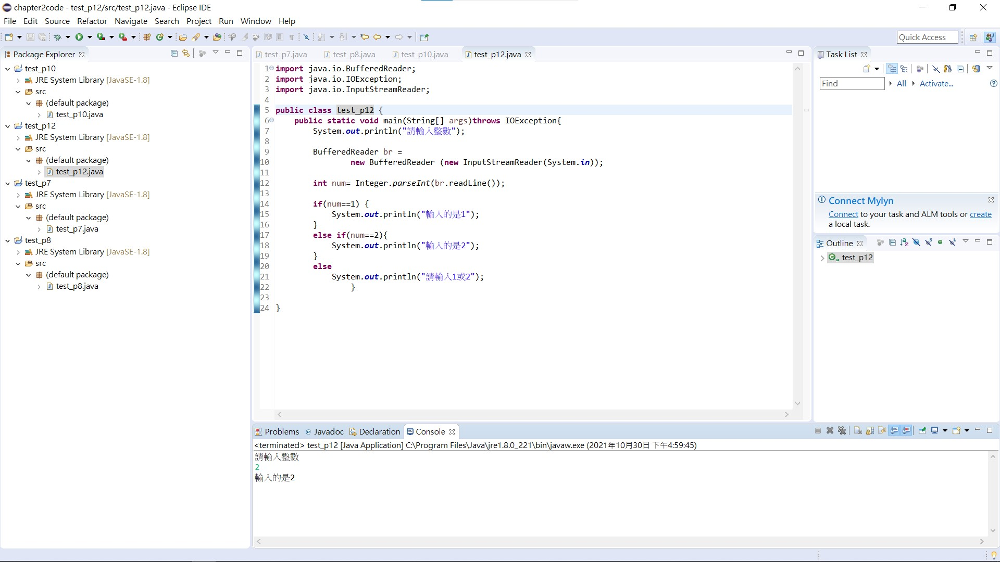 chapter2code - test_p12/src/test_p12.java - Eclipse IDE
File Edit Source Refactor Navigate Search Project Run Window Help
Quick Access
Package Explorer
test_p10
JRE System Library [JavaSE-1.8]
src
(default package)
test_p10.java
test_p12
JRE System Library [JavaSE-1.8]
src
(default package)
test_p12.java
test_p7
JRE System Library [JavaSE-1.8]
src
(default package)
test_p7.java
test_p8
JRE System Library [JavaSE-1.8]
src
(default package)
test_p8.java
test_p7.java test_p8.java test_p10.java test_p12.java
1 import java.io.BufferedReader;
2 import java.io.IOException;
3 import java.io.InputStreamReader;
4
5 public class test_p12 {
6 public static void main(String[] args)throws IOException{
7 System.out.println("請輸入整數");
8
9 BufferedReader br =
10 new BufferedReader (new InputStreamReader(System.in));
11
12 int num= Integer.parseInt(br.readLine());
13
14 if(num==1) {
15 System.out.println("輸入的是1");
16 }
17 else if(num==2){
18 System.out.println("輸入的是2");
19 }
20 else
21 System.out.println("請輸入1或2");
22 }
23
24 }
Task List
Find All Activate...
Connect Mylyn
Connect to your task and ALM tools or create
a local task.
Outline
test_p12
Problems Javadoc Declaration Console
<terminated> test_p12 [Java Application] C:\Program Files\Java\jre1.8.0_221\bin\javaw.exe (2021年10月30日 下午4:59:45)
請輸入整數
2
輸入的是2